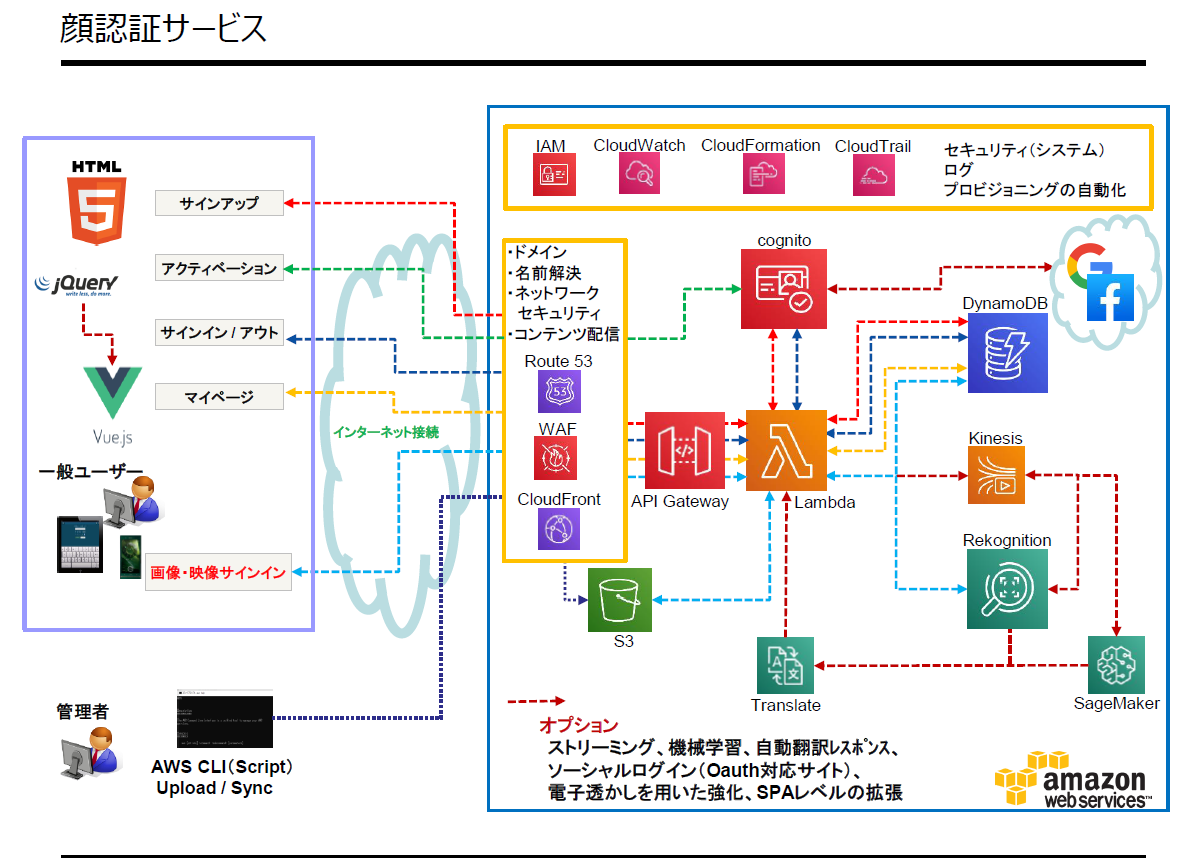 顔認証サービス
HTML
jQuery
write less, do more.
Vue.js
一般ユーザー
サインアップ
アクティベーション
サインイン / アウト
マイページ
画像・映像サインイン
管理者
AWS CLI（Script）
Upload / Sync
インターネット接続
IAM
CloudWatch
CloudFormation
CloudTrail
セキュリティ（システム）
ログ
プロビジョニングの自動化
・ドメイン
・名前解決
・ネットワーク
セキュリティ
・コンテンツ配信
Route 53
53
WAF
CloudFront
API Gateway
cognito
Lambda
DynamoDB
Kinesis
Rekognition
S3
Translate
SageMaker
オプション
ストリーミング、機械学習、自動翻訳ﾚｽﾎﾟﾝｽ、
ソーシャルログイン（Oauth対応サイト）、
電子透かしを用いた強化、SPAレベルの拡張
amazon
web services™